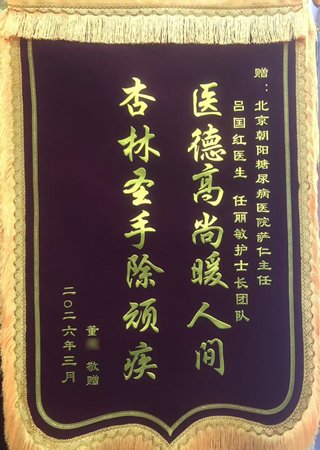 赠：北京朝阳糖尿病医院萨仁主任
吕国红医生 任丽敏护士长团队
医德高尚暖人间
杏林圣手除顽疾
董 敬赠
二〇二六年三月